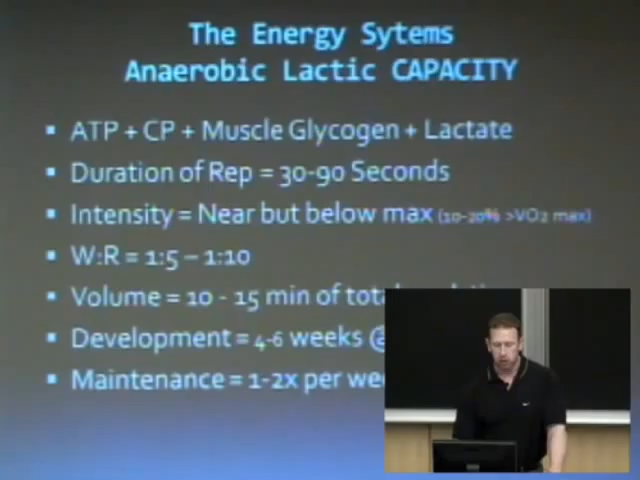 The Energy Sytems
Anaerobic Lactic CAPACITY
▪ ATP + CP + Muscle Glycogen + Lactate
▪ Duration of Rep = 30-90 Seconds
▪ Intensity = Near but below max (10-20% >VO2 max)
▪ W:R = 1:5 – 1:10
▪ Volume = 10 - 15 min of total
▪ Development = 4-6 weeks @
▪ Maintenance = 1-2x per